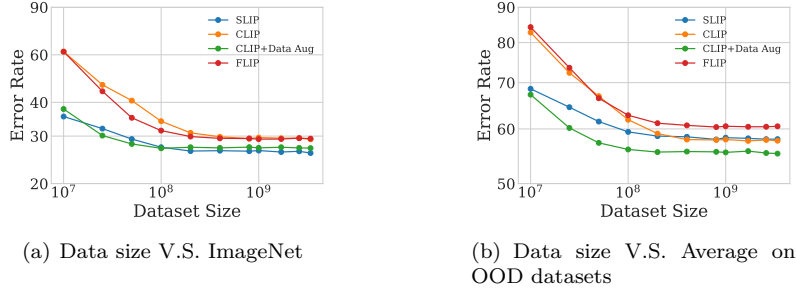 90
60
40
30
20
Error Rate
10^7
10^8
10^9
Dataset Size
SLIP
CLIP
CLIP+Data Aug
FLIP
(a) Data size V.S. ImageNet
90
80
70
60
50
Error Rate
10^7
10^8
10^9
Dataset Size
SLIP
CLIP
CLIP+Data Aug
FLIP
(b) Data size V.S. Average on
OOD datasets